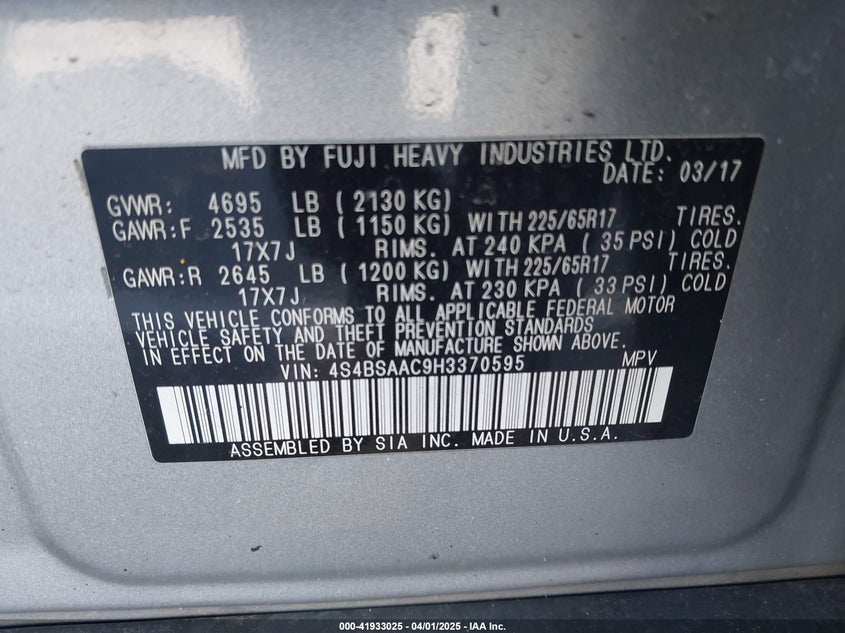 MFD BY FUJI HEAVY INDUSTRIES LTD.
DATE: 03/17
GVWR: 4695 LB ( 2130 KG)
GAWR:F 2535 LB ( 1150 KG) WITH 225/65R17 TIRES.
17X7J RIMS. AT 240 KPA ( 35 PSI) COLD
GAWR:R 2645 LB ( 1200 KG) WITH 225/65R17 TIRES.
17X7J RIMS. AT 230 KPA ( 33 PSI) COLD
THIS VEHICLE CONFORMS TO ALL APPLICABLE FEDERAL MOTOR
VEHICLE SAFETY AND THEFT PREVENTION STANDARDS
IN EFFECT ON THE DATE OF MANUFACTURE SHOWN ABOVE.
VIN: 4S4BSAAC9H3370595 MPV
ASSEMBLED BY SIA INC. MADE IN U.S.A.
000-41933025 - 04/01/2025 - IAA Inc.